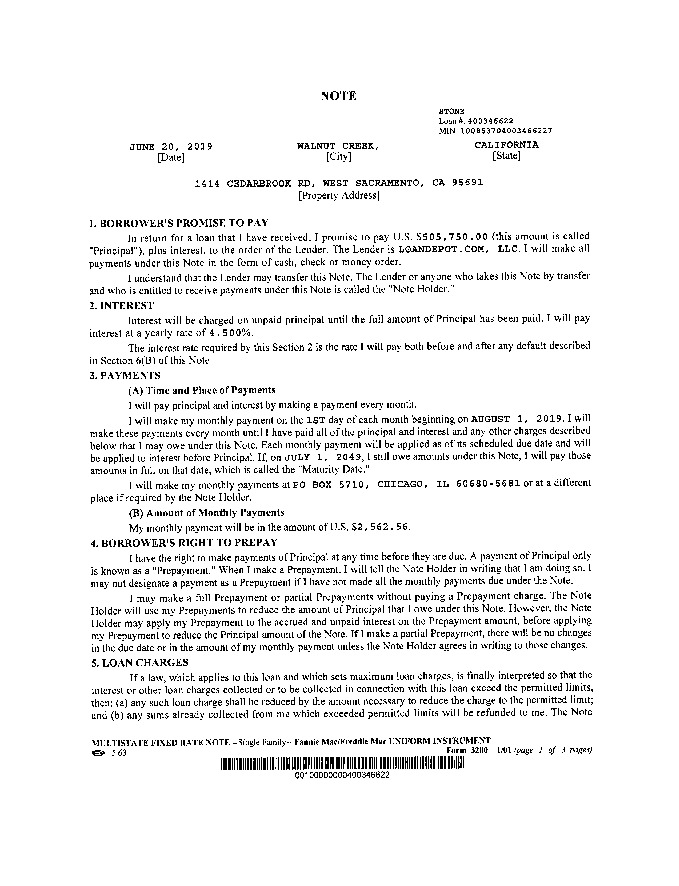 NOTE
STONE
Loan #: 400346622
MIN: 100853704003466227
JUNE 20, 2019 WALNUT CREEK, CALIFORNIA
[Date] [City] [State]
1414 CEDARBROOK RD, WEST SACRAMENTO, CA 95691
[Property Address]
1. BORROWER'S PROMISE TO PAY
In return for a loan that I have received, I promise to pay U.S. $505,750.00 (this amount is called
"Principal"), plus interest, to the order of the Lender. The Lender is LOANDEPOT.COM, LLC. I will make all
payments under this Note in the form of cash, check or money order.
I understand that the Lender may transfer this Note. The Lender or anyone who takes this Note by transfer
and who is entitled to receive payments under this Note is called the "Note Holder."
2. INTEREST
Interest will be charged on unpaid principal until the full amount of Principal has been paid. I will pay
interest at a yearly rate of 4.500%.
The interest rate required by this Section 2 is the rate I will pay both before and after any default described
in Section 6(B) of this Note
3. PAYMENTS
(A) Time and Place of Payments
I will pay principal and interest by making a payment every month.
I will make my monthly payment on the 1ST day of each month beginning on AUGUST 1, 2019. I will
make these payments every month until I have paid all of the principal and interest and any other charges described
below that I may owe under this Note. Each monthly payment will be applied as of its scheduled due date and will
be applied to interest before Principal. If, on JULY 1, 2049, I still owe amounts under this Note, I will pay those
amounts in full on that date, which is called the "Maturity Date."
I will make my monthly payments at PO BOX 5710, CHICAGO, IL 60680-5681 or at a different
place if required by the Note Holder.
(B) Amount of Monthly Payments
My monthly payment will be in the amount of U.S. $2,562.56.
4. BORROWER'S RIGHT TO PREPAY
I have the right to make payments of Principal at any time before they are due. A payment of Principal only
is known as a "Prepayment." When I make a Prepayment, I will tell the Note Holder in writing that I am doing so. I
may not designate a payment as a Prepayment if I have not made all the monthly payments due under the Note.
I may make a full Prepayment or partial Prepayments without paying a Prepayment charge. The Note
Holder will use my Prepayments to reduce the amount of Principal that I owe under this Note. However, the Note
Holder may apply my Prepayment to the accrued and unpaid interest on the Prepayment amount, before applying
my Prepayment to reduce the Principal amount of the Note. If I make a partial Prepayment, there will be no changes
in the due date or in the amount of my monthly payment unless the Note Holder agrees in writing to those changes.
5. LOAN CHARGES
If a law, which applies to this loan and which sets maximum loan charges, is finally interpreted so that the
interest or other loan charges collected or to be collected in connection with this loan exceed the permitted limits,
then: (a) any such loan charge shall be reduced by the amount necessary to reduce the charge to the permitted limit;
and (b) any sums already collected from me which exceeded permitted limits will be refunded to me. The Note
MULTISTATE FIXED RATE NOTE --Single Family-- Fannie Mae/Freddie Mac UNIFORM INSTRUMENT
5.63 Form 3200 1/01 (page 1 of 3 pages)
00100000000400346622